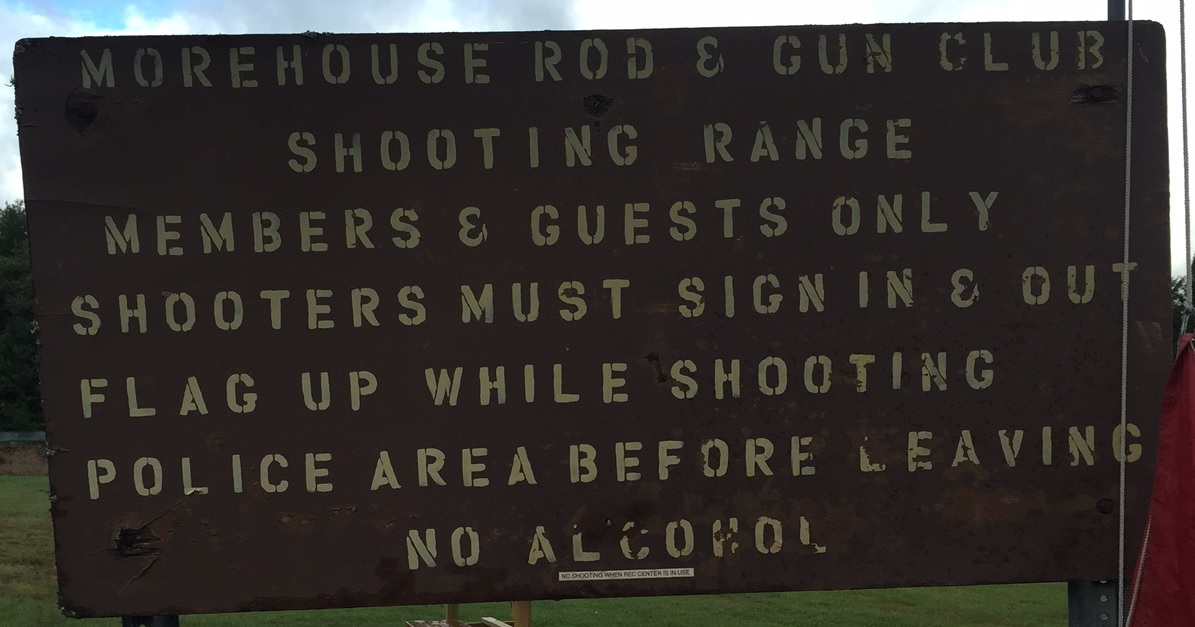 MOREHOUSE ROD & GUN CLUB
SHOOTING RANGE
MEMBERS & GUESTS ONLY
SHOOTERS MUST SIGN IN & OUT
FLAG UP WHILE SHOOTING
POLICE AREA BEFORE LEAVING
NO ALCOHOL
NO SHOOTING WHEN REC CENTER IS IN USE